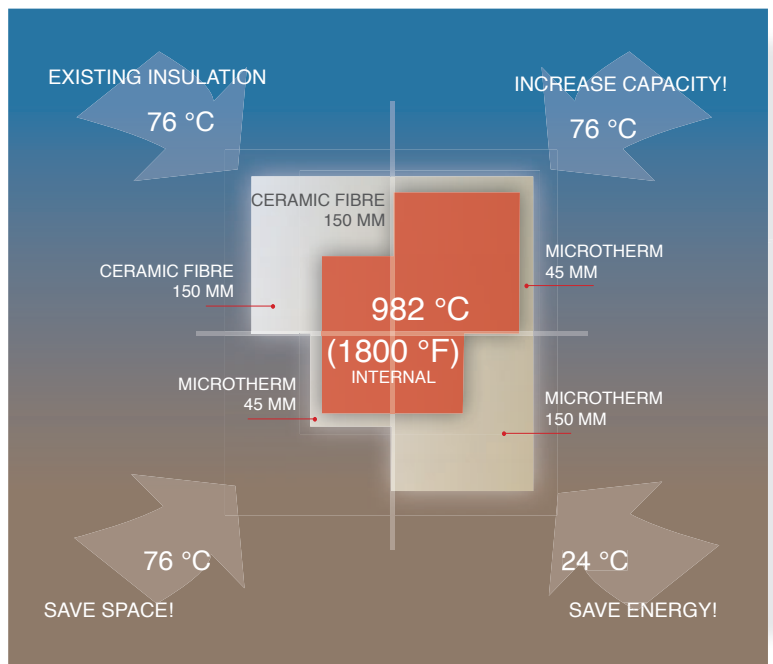 EXISTING INSULATION
76 °C
INCREASE CAPACITY!
76 °C
CERAMIC FIBRE
150 MM
CERAMIC FIBRE
150 MM
MICROTHERM
45 MM
982 °C
(1800 °F)
INTERNAL
MICROTHERM
45 MM
MICROTHERM
150 MM
76 °C
SAVE SPACE!
24 °C
SAVE ENERGY!